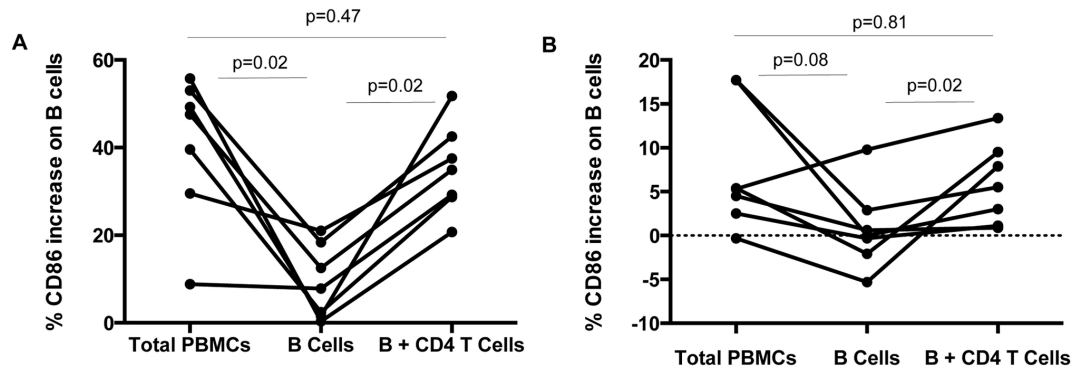 A
p=0.47
p=0.02
p=0.02
% CD86 increase on B cells
60
40
20
0
Total PBMCs
B Cells
B + CD4 T Cells
B
p=0.81
p=0.08
p=0.02
% CD86 increase on B cells
20
15
10
5
0
-5
-10
Total PBMCs
B Cells
B + CD4 T Cells